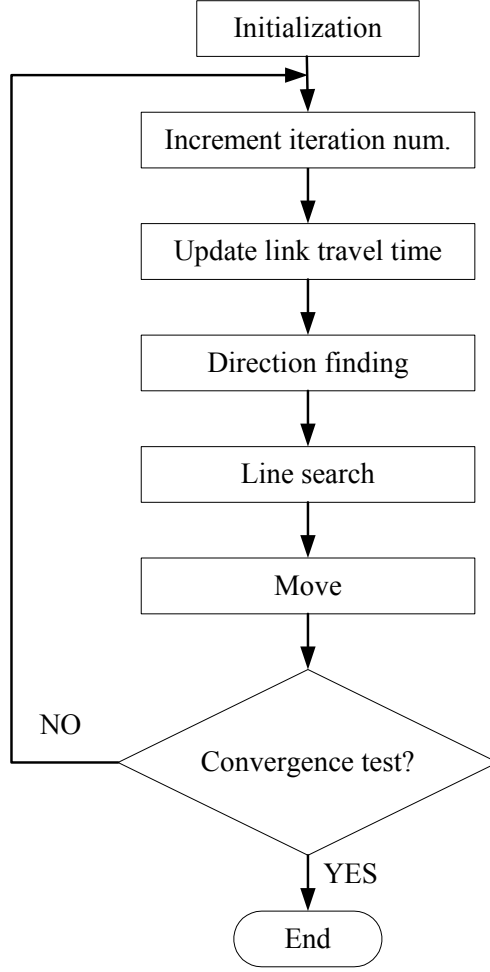 Initialization
Increment iteration num.
Update link travel time
Direction finding
Line search
Move
NO
Convergence test?
YES
End